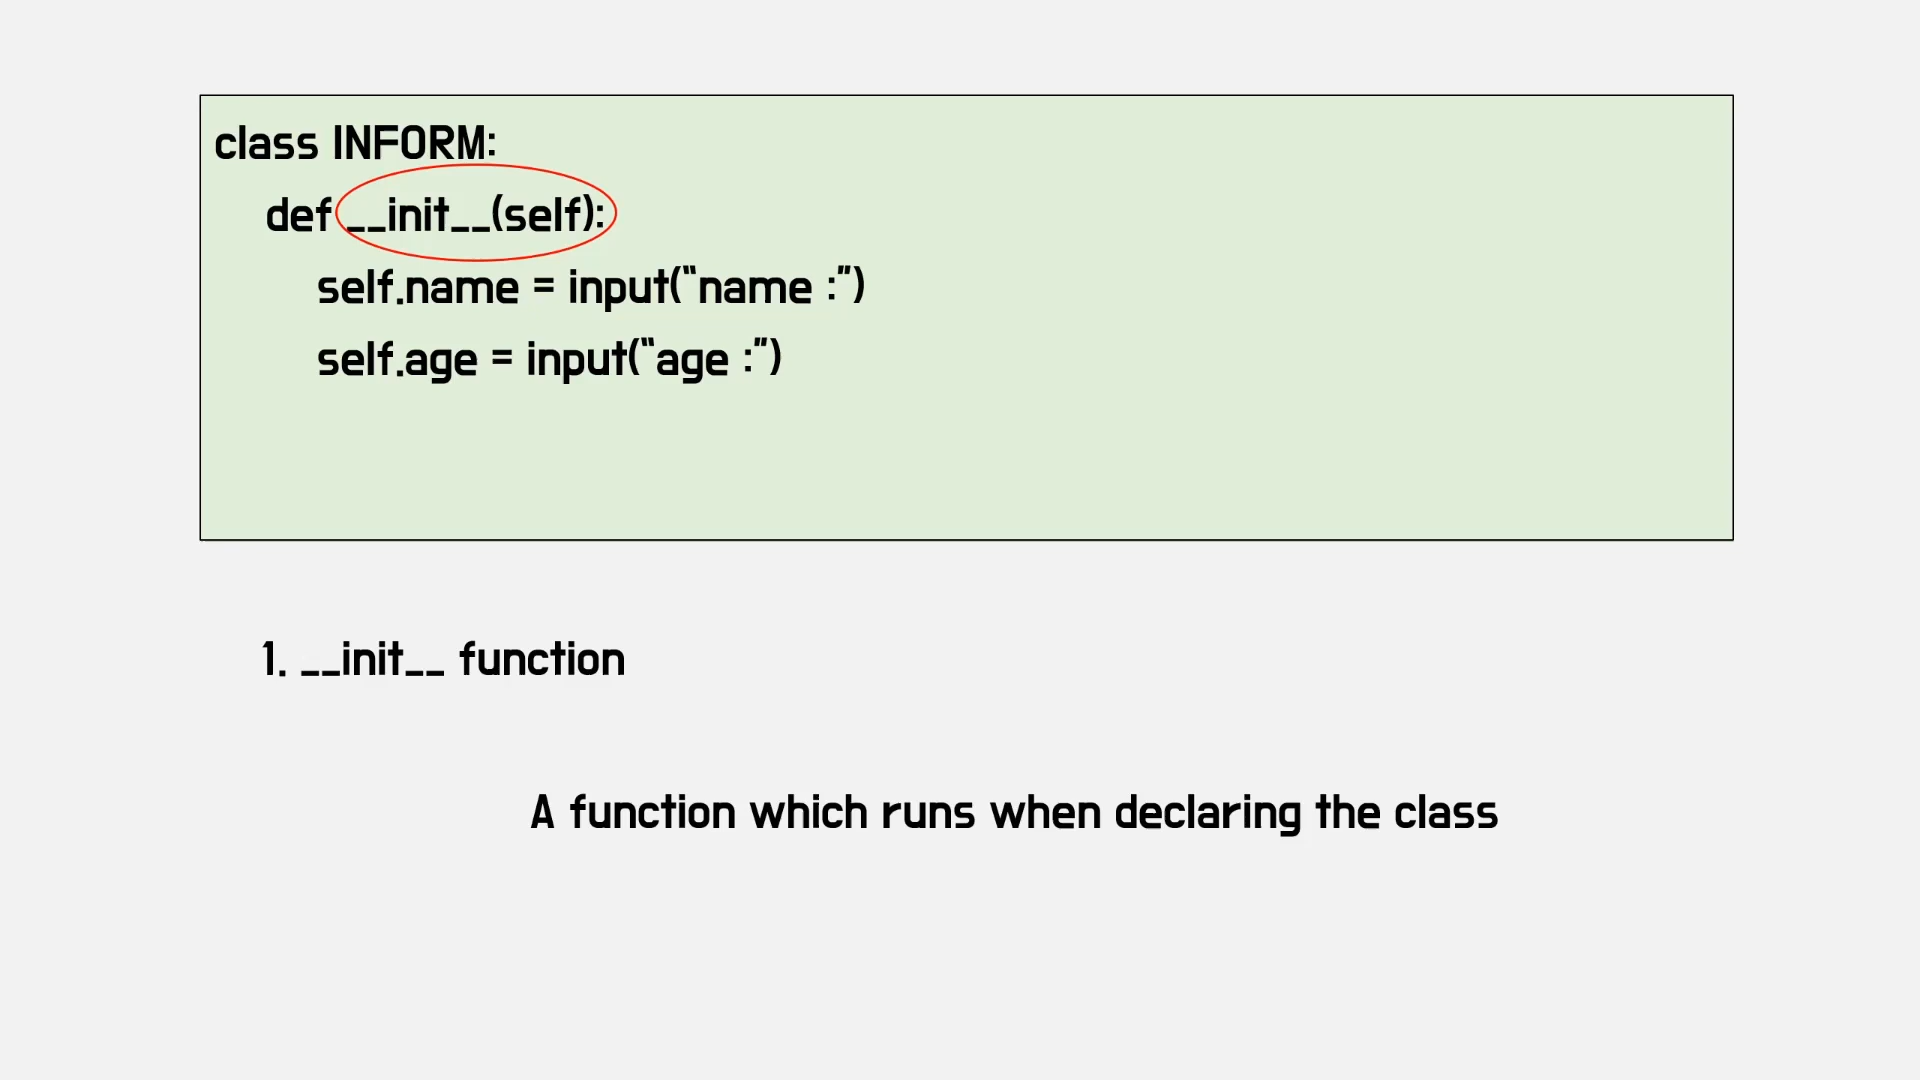 class INFORM:
def __init__(self):
self.name = input(“name :”)
self.age = input(“age :”)
1. __init__ function
A function which runs when declaring the class